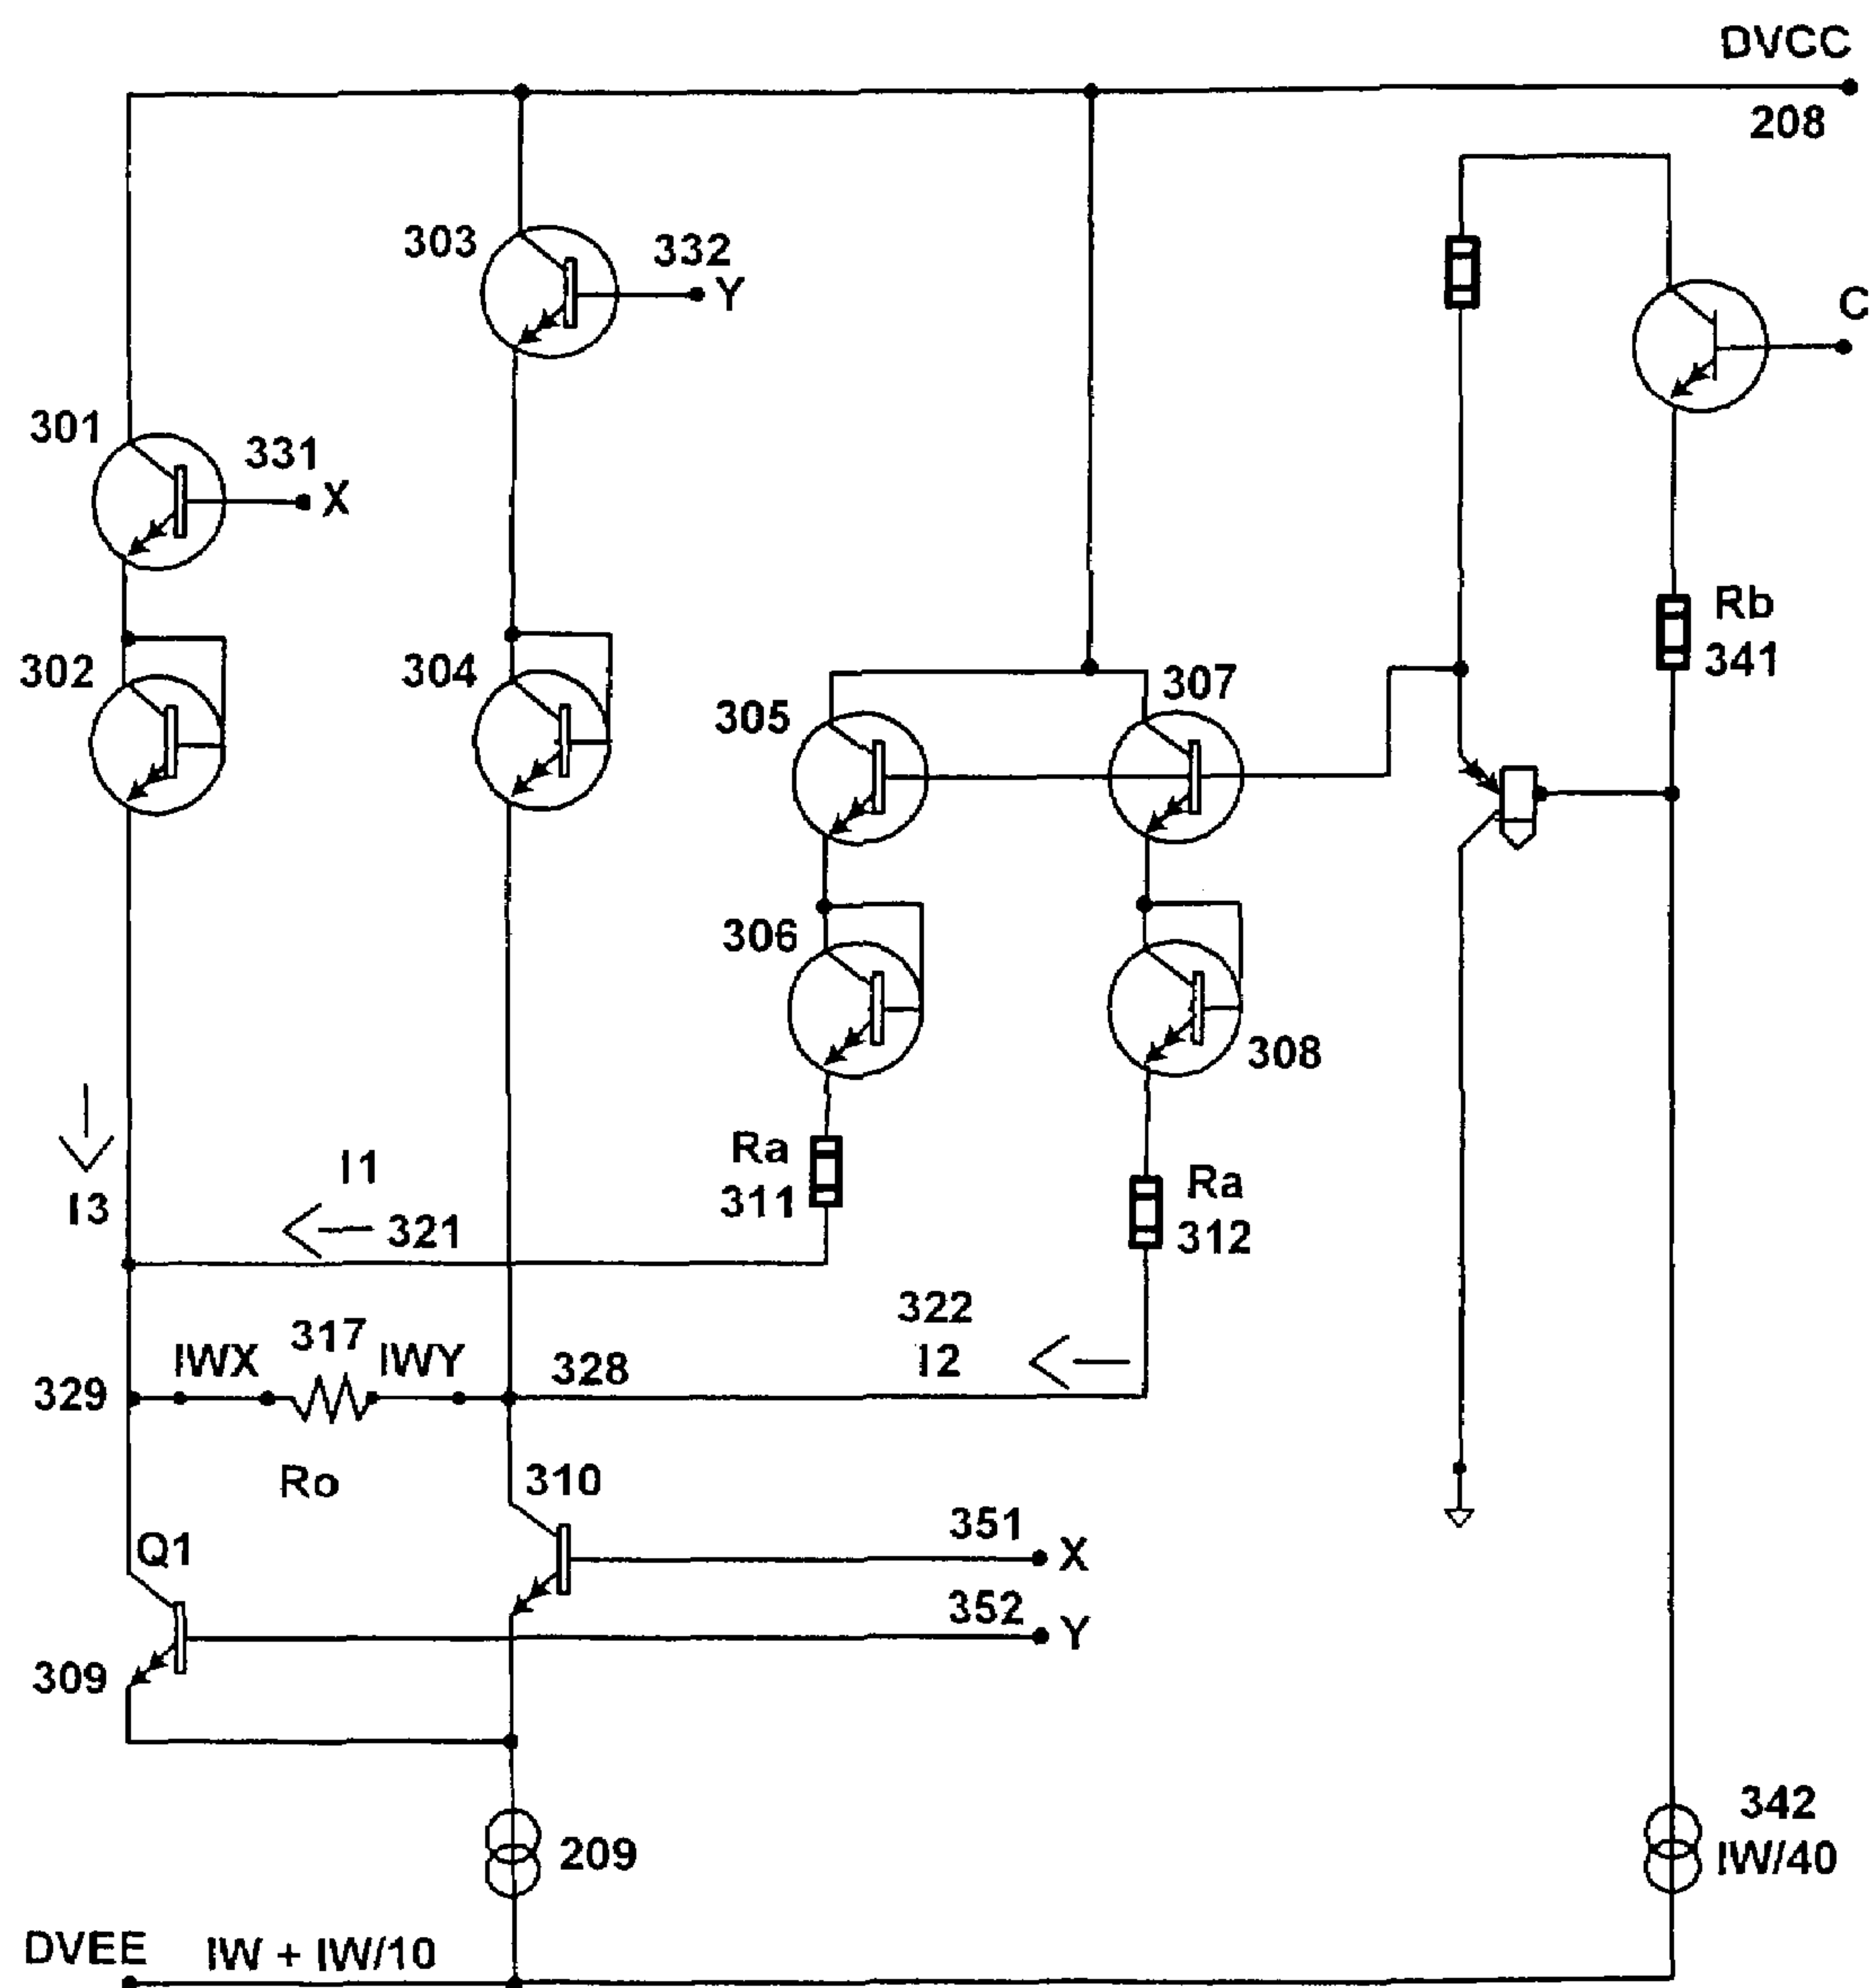 DVCC
208
303
332
Y
C
301
331
X
Rb
341
302
304
307
305
306
308
I1
Ra
311
Ra
312
I3
321
322
I2
317
IWX
IWY
328
329
Ro
310
Q1
351
X
352
Y
309
342
IW/40
209
DVEE
IW + IW/10